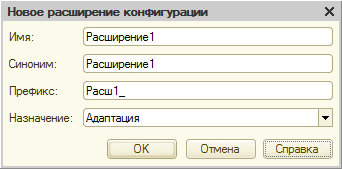 Новое расширение конфигурации
Имя: Расширение1
Синоним: Расширение1
Префикс: Расш1_
Назначение: Адаптация
OK Отмена Справка